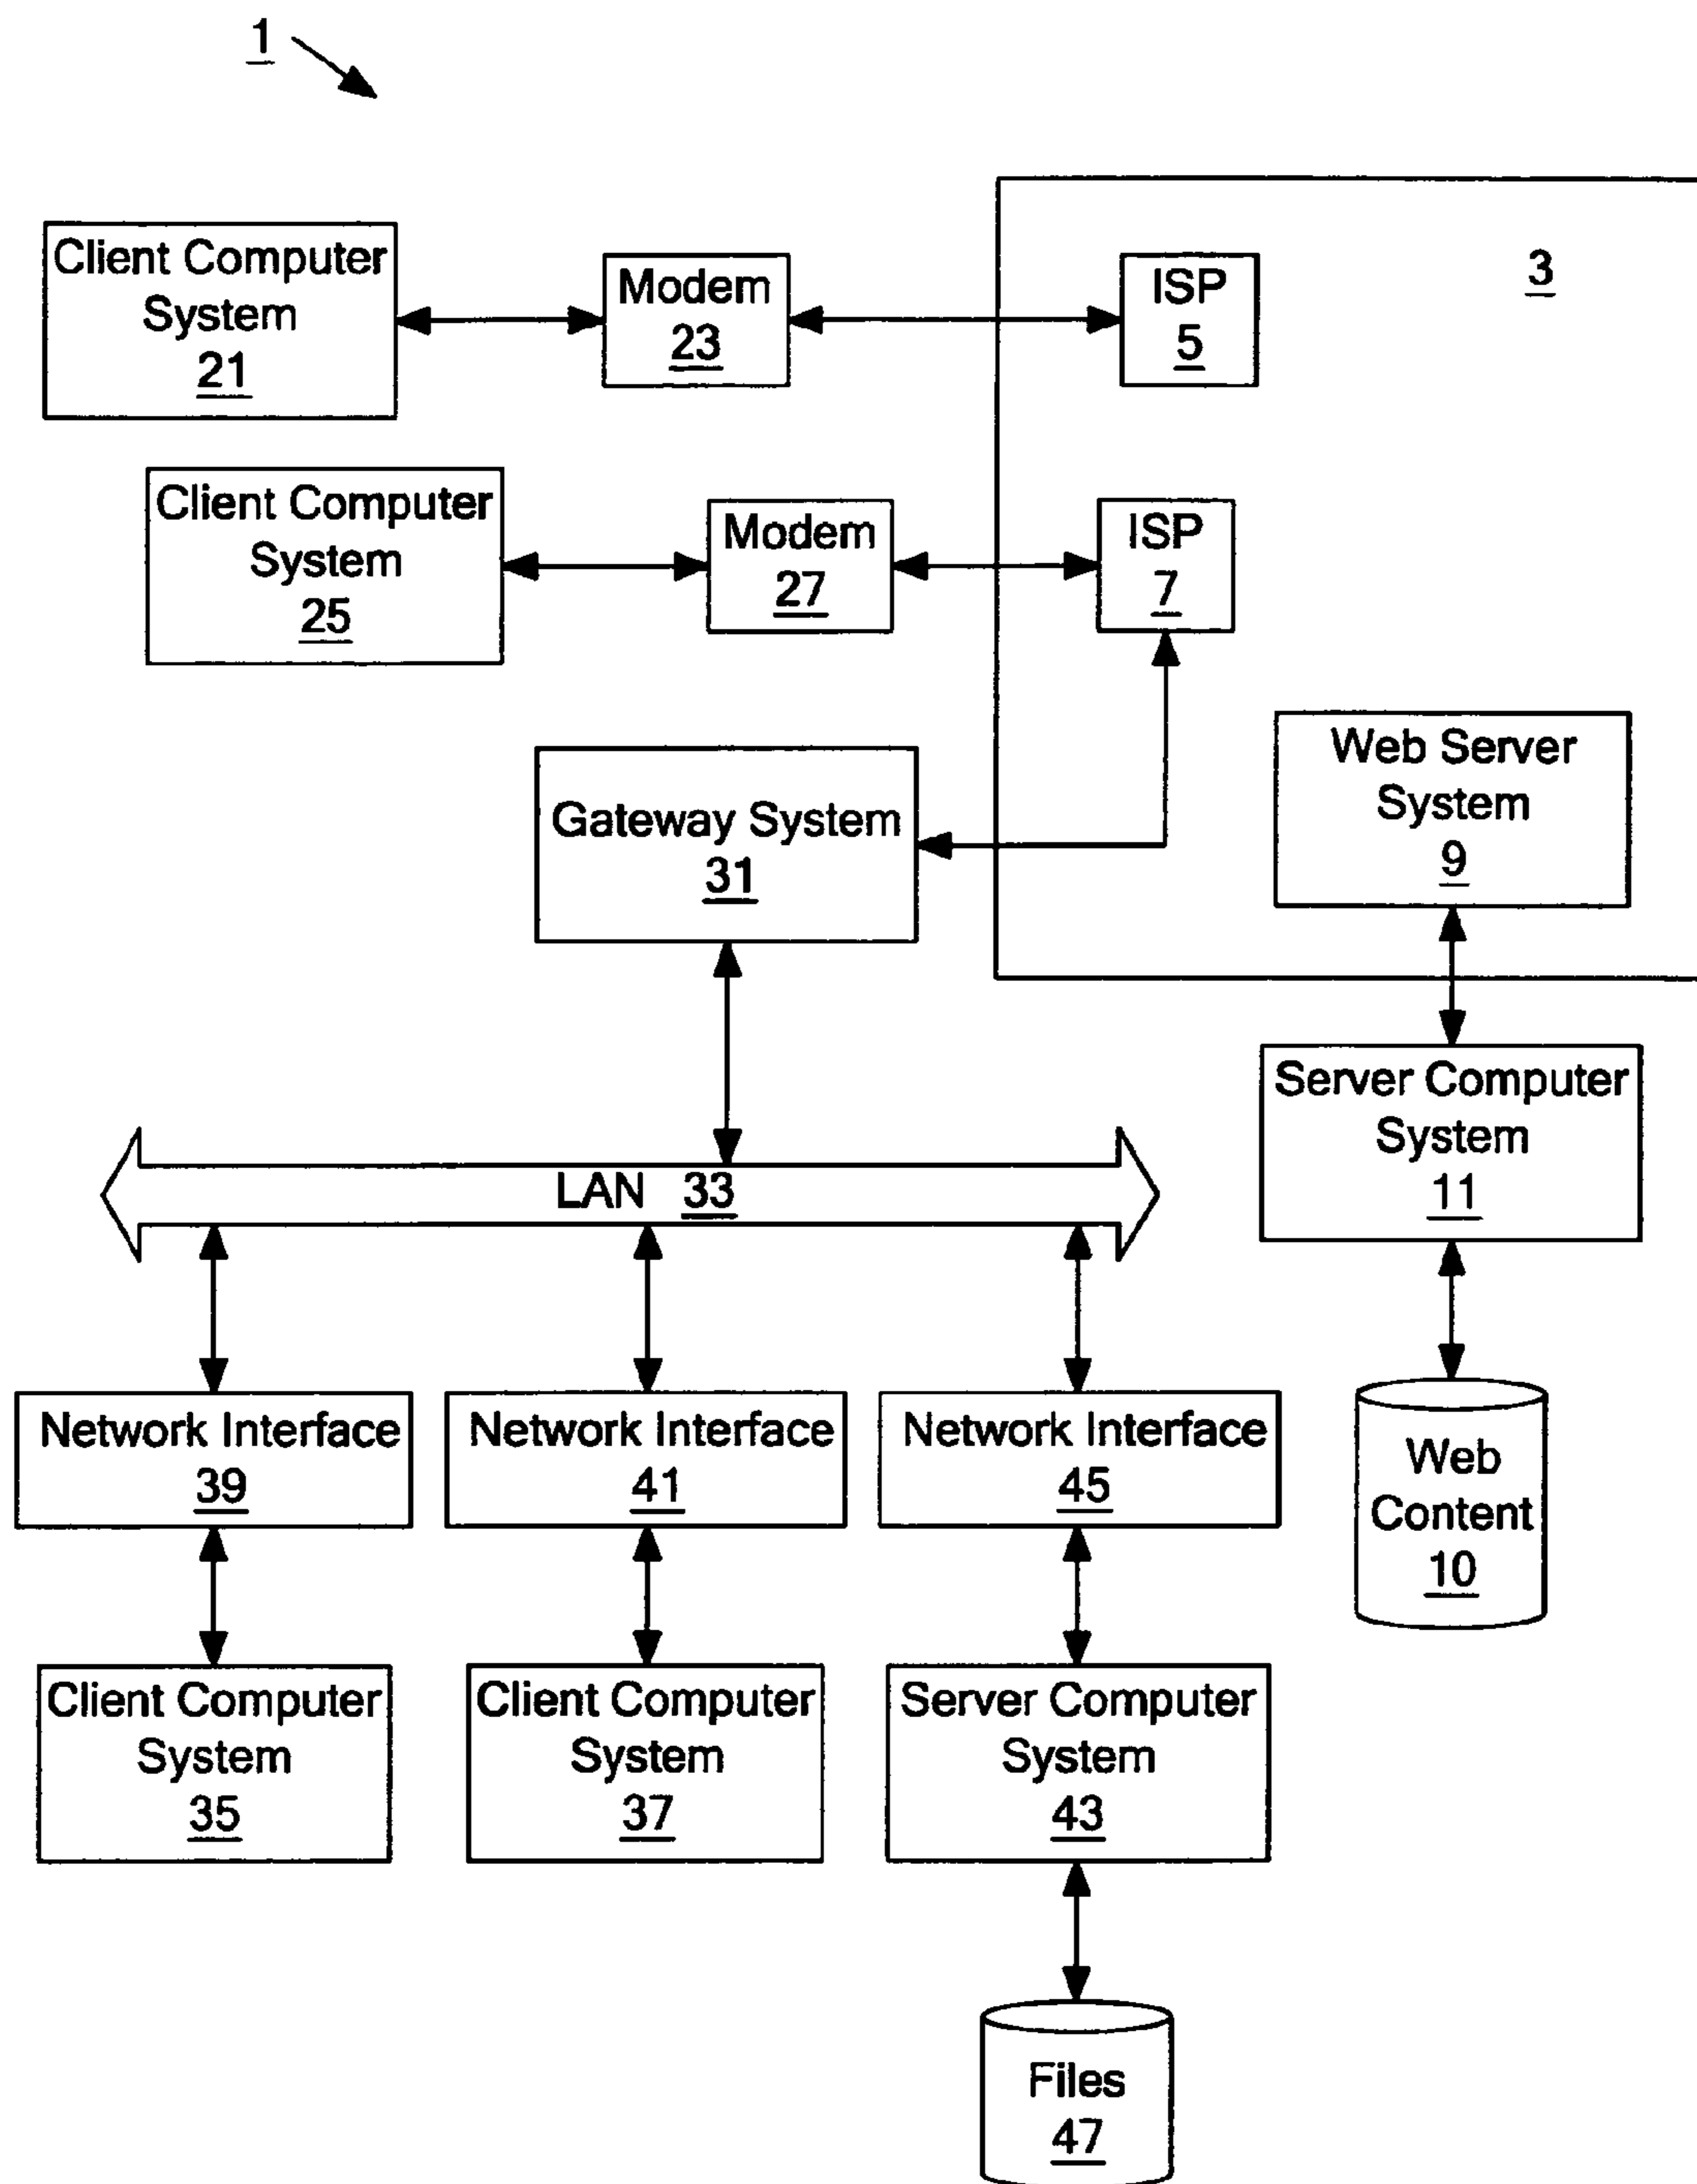 1
3
Client Computer
System
21
Modem
23
ISP
5
Client Computer
System
25
Modem
27
ISP
7
Gateway System
31
Web Server
System
9
Server Computer
System
11
LAN 33
Network Interface
39
Network Interface
41
Network Interface
45
Web
Content
10
Client Computer
System
35
Client Computer
System
37
Server Computer
System
43
Files
47